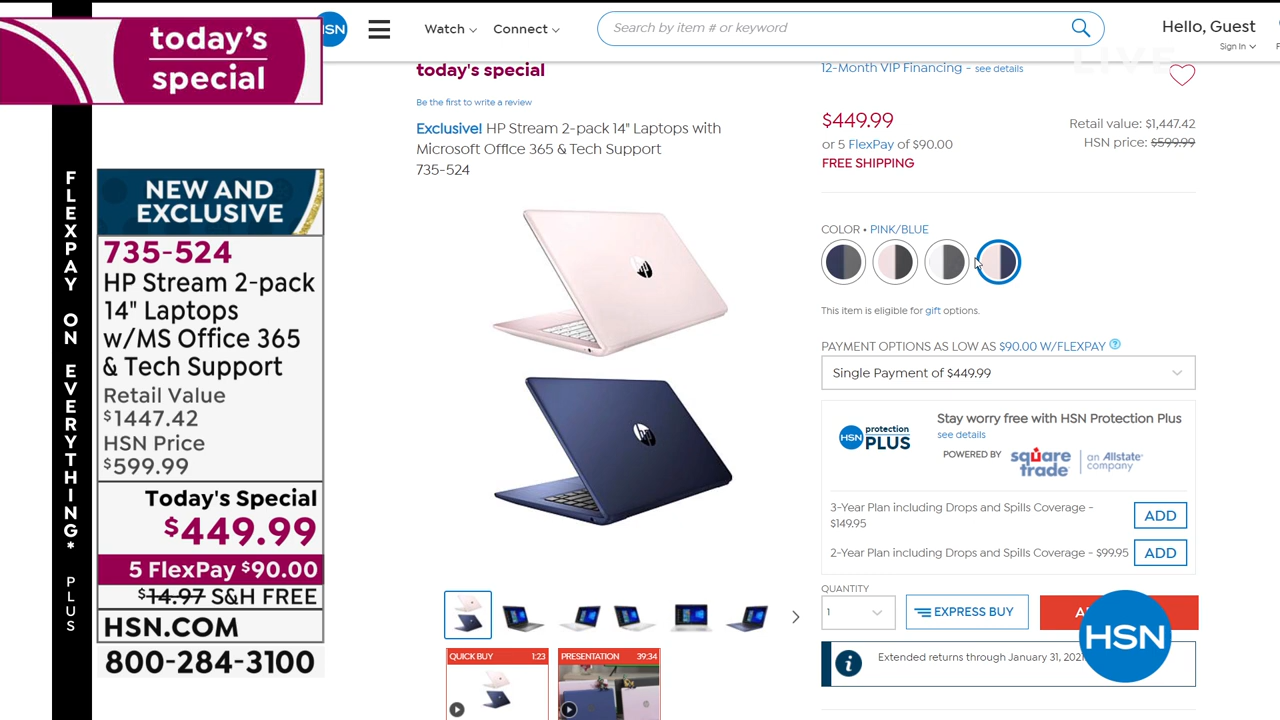 today's
special
FLEXPAY ON EVERYTHING*
PLUS
NEW AND
EXCLUSIVE
735-524
HP Stream 2-pack
14" Laptops
w/MS Office 365
& Tech Support
Retail Value
$1447.42
HSN Price
$599.99
Today's Special
$449.99
5 FlexPay $90.00
$14.97 S&H FREE
HSN.COM
800-284-3100
HSN
Watch
Connect
Search by item # or keyword
Hello, Guest
Sign In
LIVE
today's special
Be the first to write a review
Exclusive! HP Stream 2-pack 14" Laptops with
Microsoft Office 365 & Tech Support
735-524
hp
hp
QUICK BUY 1:23
PRESENTATION 39:34
12-Month VIP Financing - see details
$449.99
Retail value: $1,447.42
or 5 FlexPay of $90.00
HSN price: $599.99
FREE SHIPPING
COLOR • PINK/BLUE
This item is eligible for gift options.
PAYMENT OPTIONS AS LOW AS $90.00 W/FLEXPAY ?
Single Payment of $449.99
HSN protection PLUS
Stay worry free with HSN Protection Plus
see details
POWERED BY square trade | an Allstate company
3-Year Plan including Drops and Spills Coverage -
$149.95
ADD
2-Year Plan including Drops and Spills Coverage - $99.95
ADD
QUANTITY
1
EXPRESS BUY
HSN
Extended returns through January 31, 2021